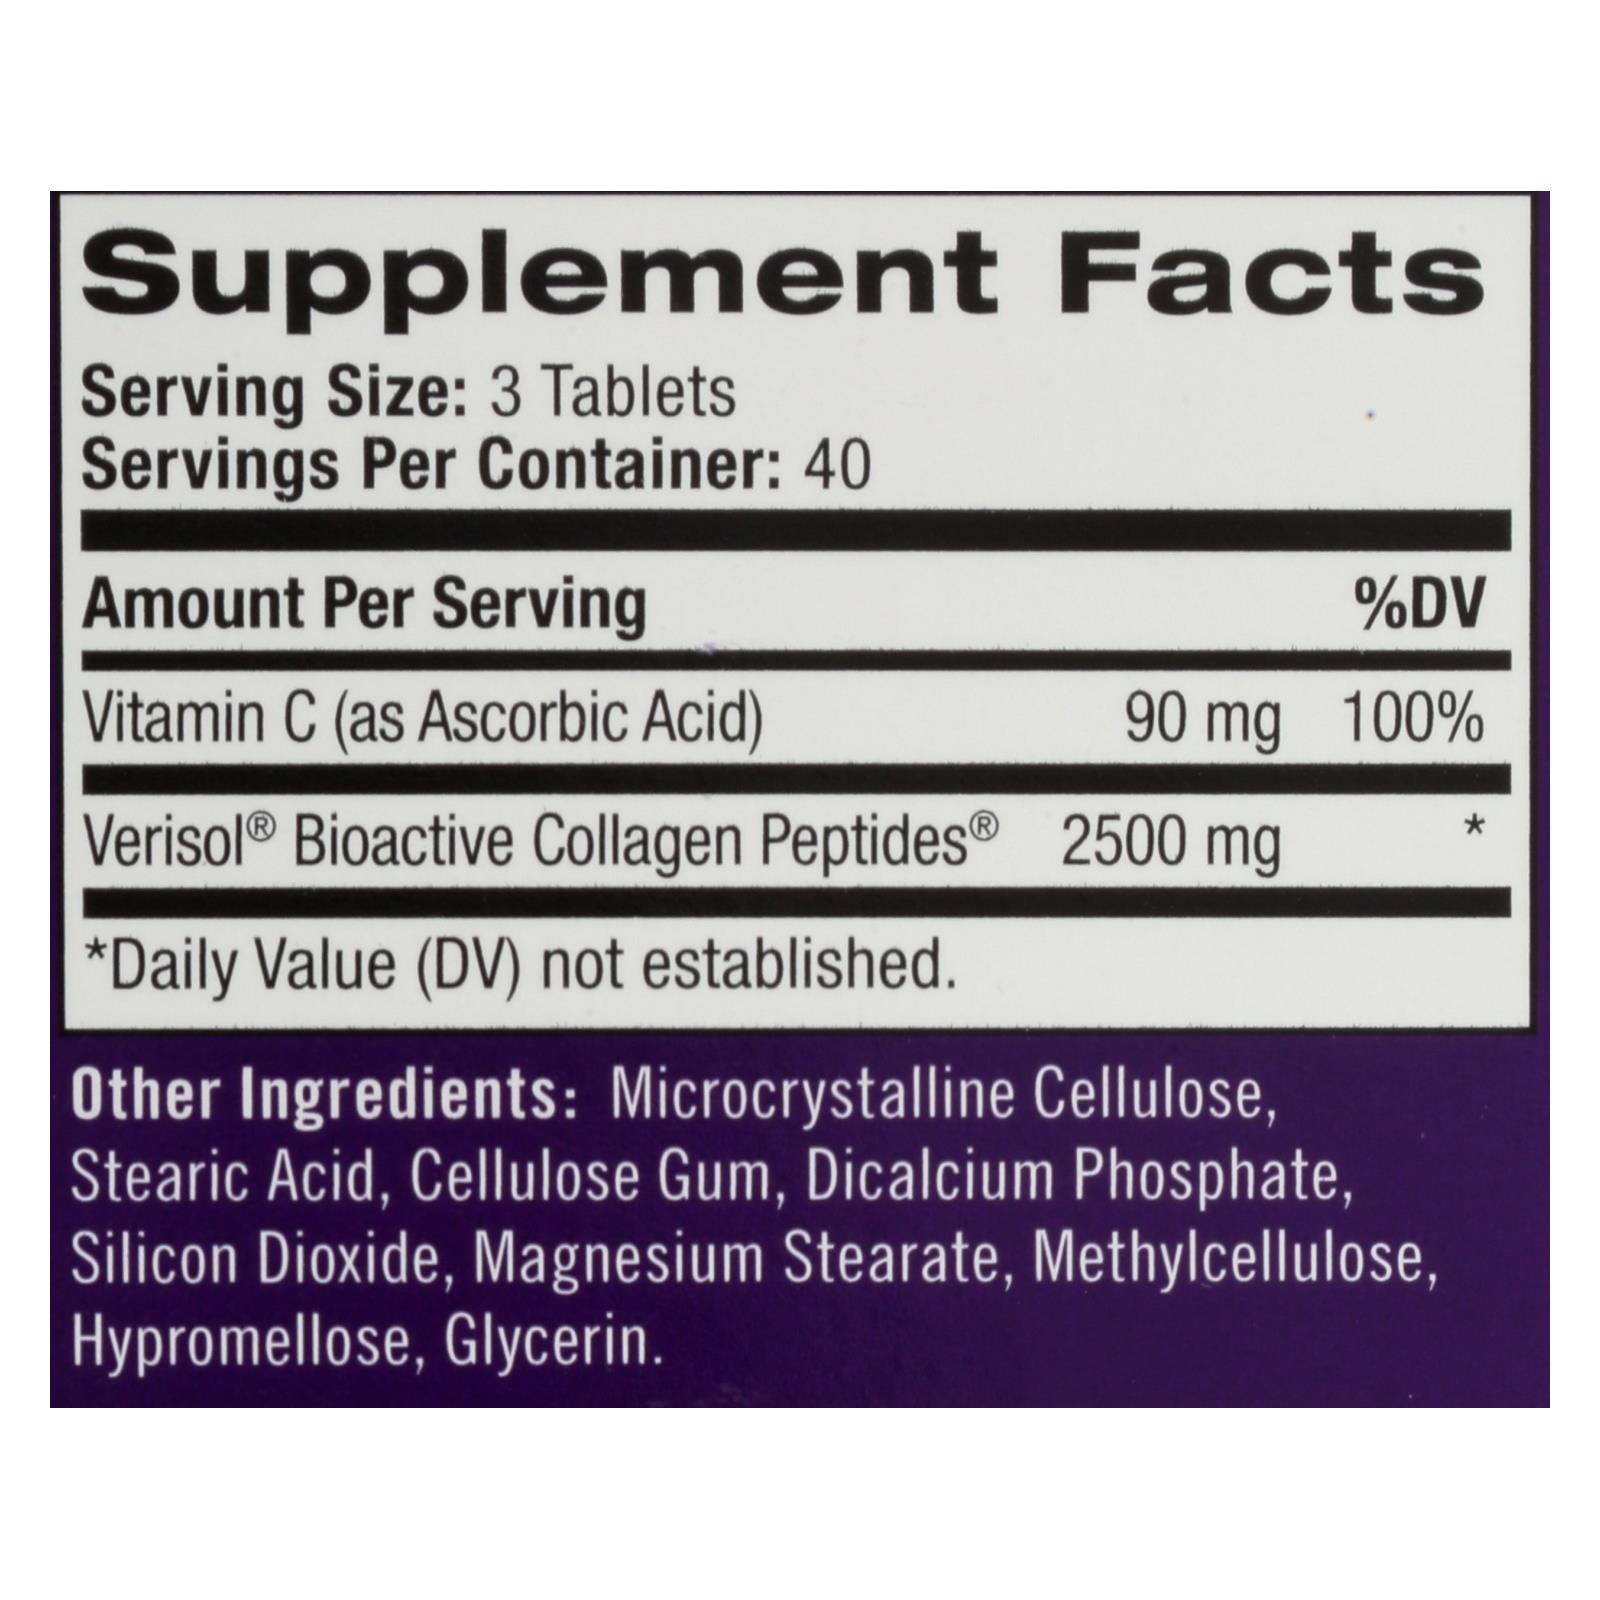 Supplement Facts
Serving Size: 3 Tablets
Servings Per Container: 40
Amount Per Serving %DV
Vitamin C (as Ascorbic Acid) 90 mg 100%
Verisol® Bioactive Collagen Peptides® 2500 mg *
*Daily Value (DV) not established.
Other Ingredients: Microcrystalline Cellulose,
Stearic Acid, Cellulose Gum, Dicalcium Phosphate,
Silicon Dioxide, Magnesium Stearate, Methylcellulose,
Hypromellose, Glycerin.